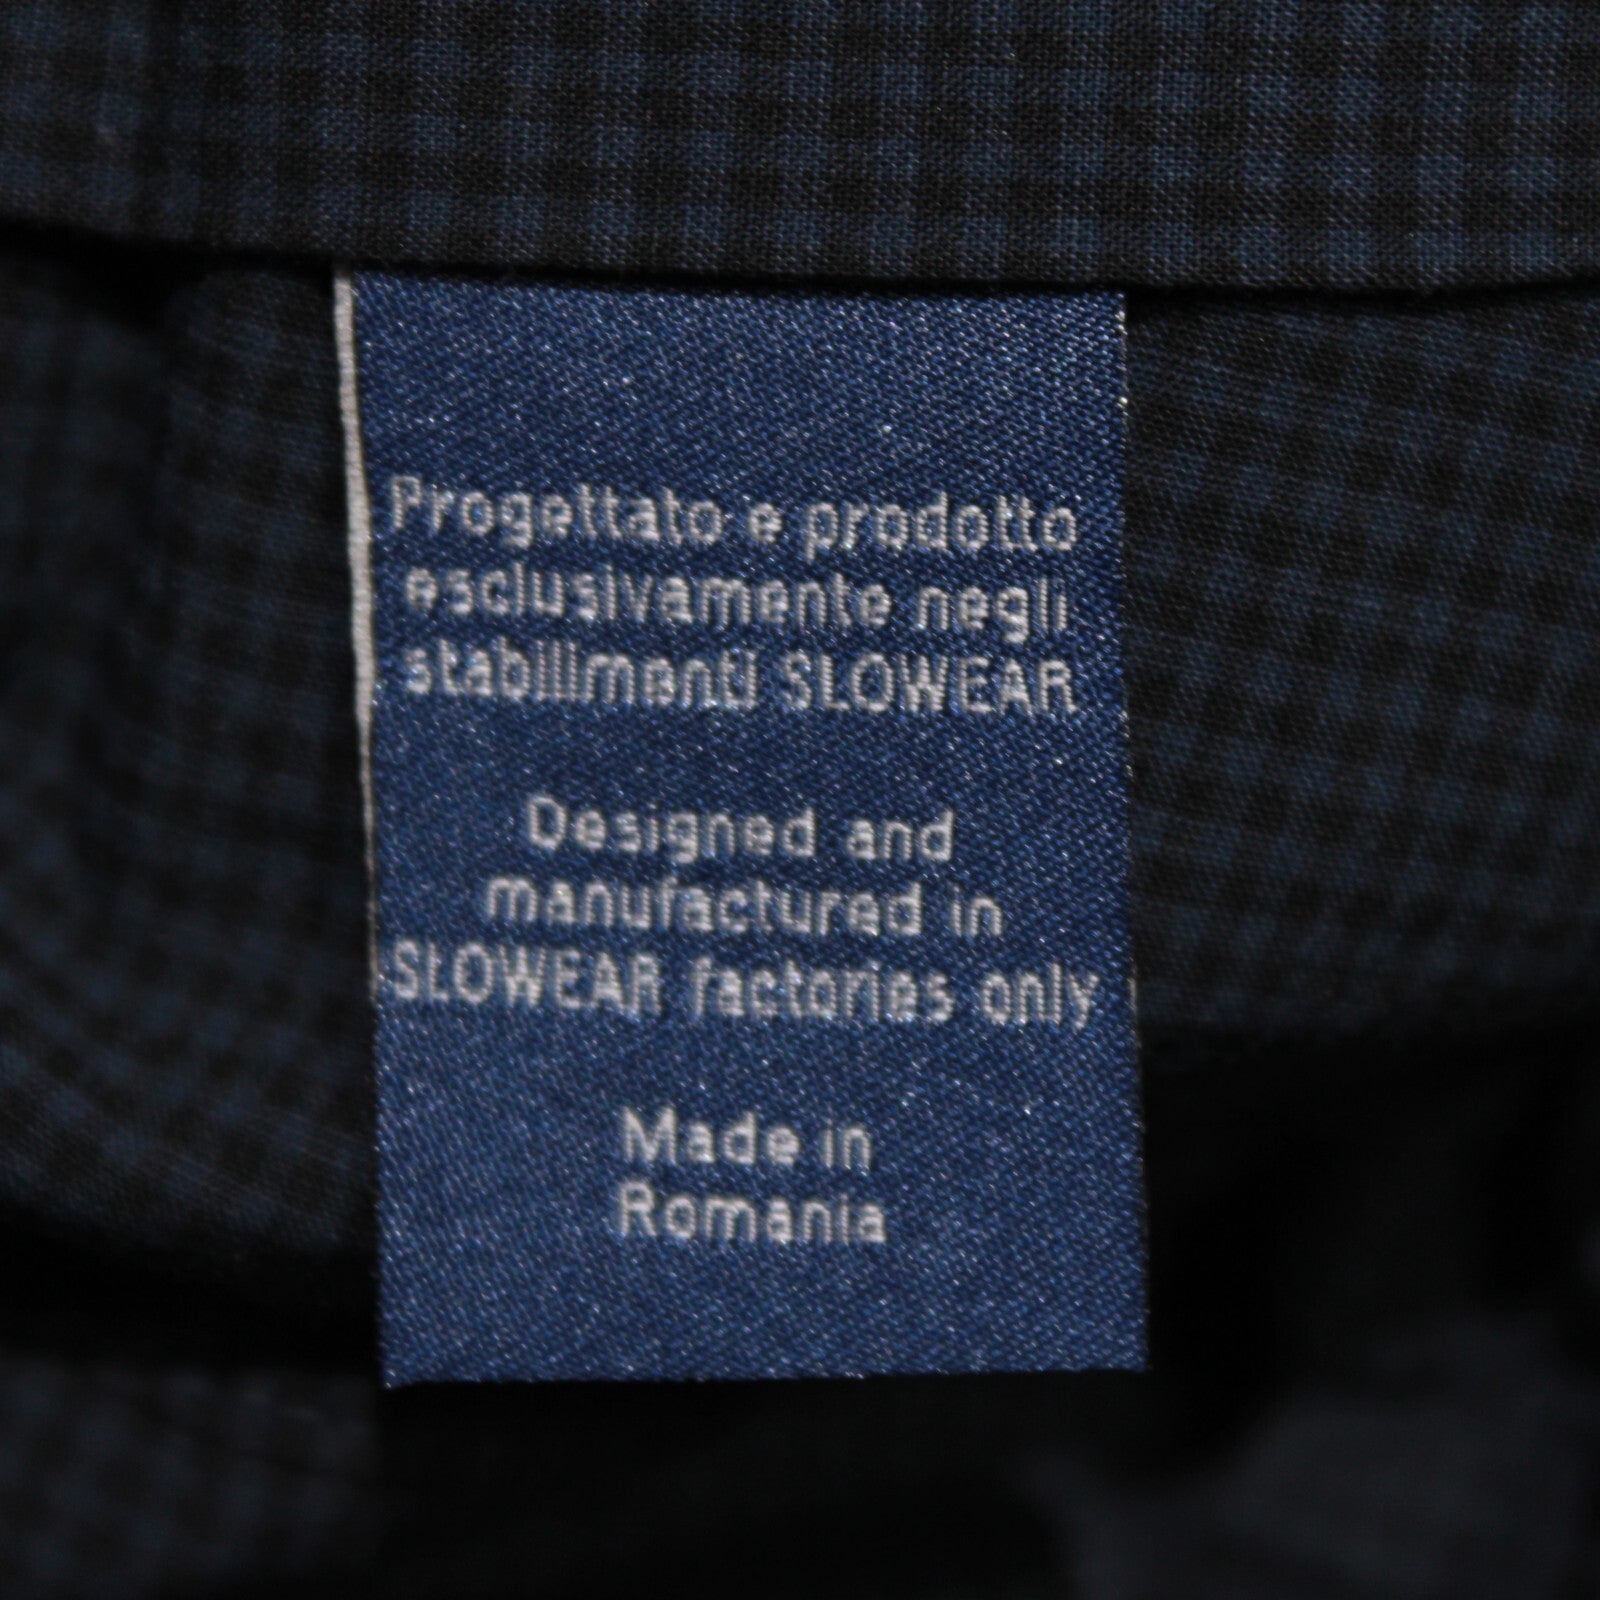 Progettato e prodotto
esclusivamente negli
stabilimenti SLOWEAR
Designed and
manufactured in
SLOWEAR factories only
Made in
Romania